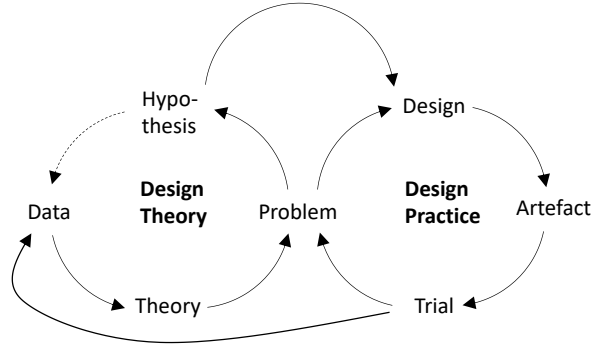 Hypo-
thesis
Design
Design
Theory
Design
Practice
Data
Problem
Artefact
Theory
Trial